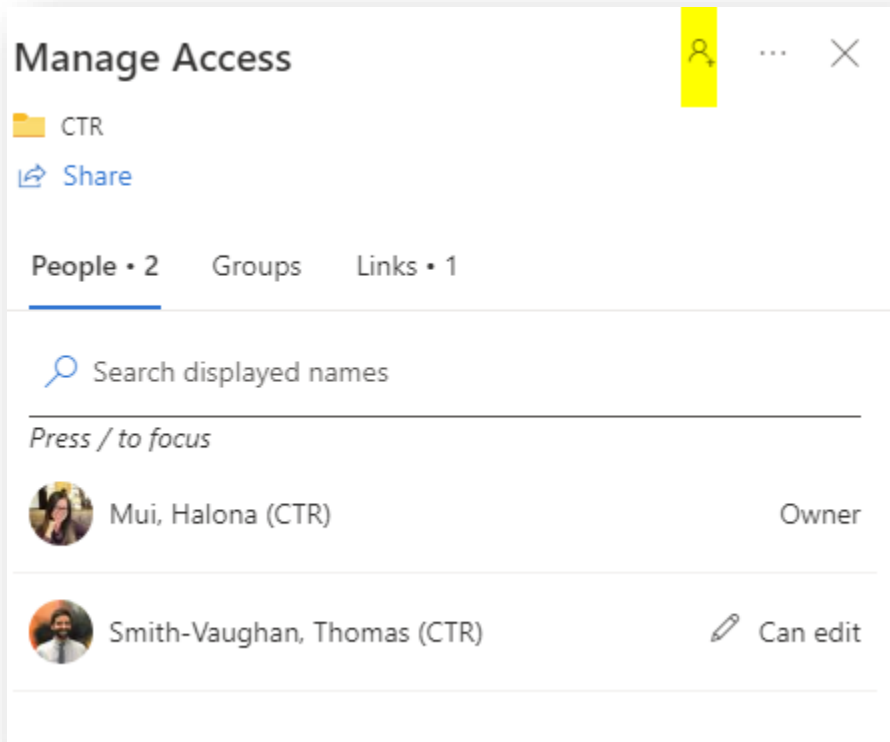 Manage Access
CTR
Share
People • 2 Groups Links • 1
Search displayed names
Press / to focus
Mui, Halona (CTR) Owner
Smith-Vaughan, Thomas (CTR) Can edit